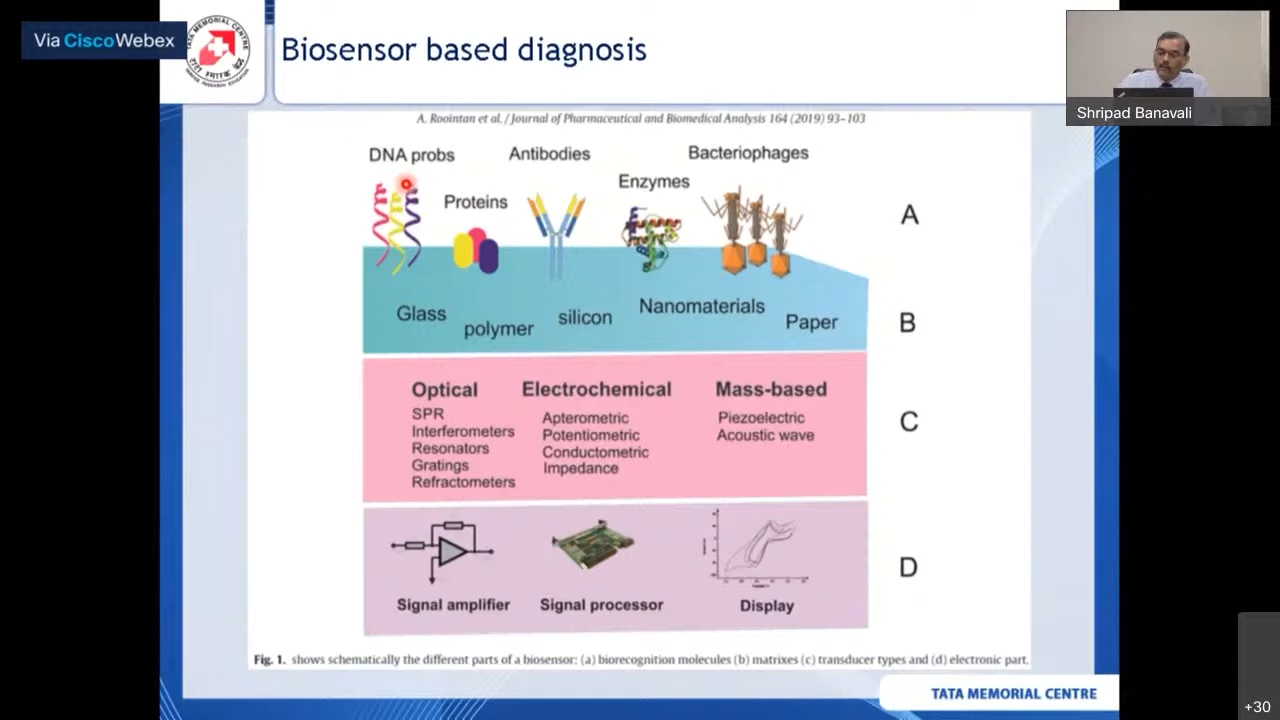 Via Cisco Webex
TATA MEMORIAL CENTRE
Biosensor based diagnosis
Shripad Banavali
A. Roointan et al. / Journal of Pharmaceutical and Biomedical Analysis 164 (2019) 93–103
DNA probs
Antibodies
Bacteriophages
Enzymes
Proteins
A
Glass
polymer
silicon
Nanomaterials
Paper
B
Optical
Electrochemical
Mass-based
SPR
Interferometers
Resonators
Gratings
Refractometers
Apterometric
Potentiometric
Conductometric
Impedance
Piezoelectric
Acoustic wave
C
Signal amplifier
Signal processor
Display
D
Fig. 1. shows schematically the different parts of a biosensor: (a) biorecognition molecules (b) matrixes (c) transducer types and (d) electronic part.
TATA MEMORIAL CENTRE
+30